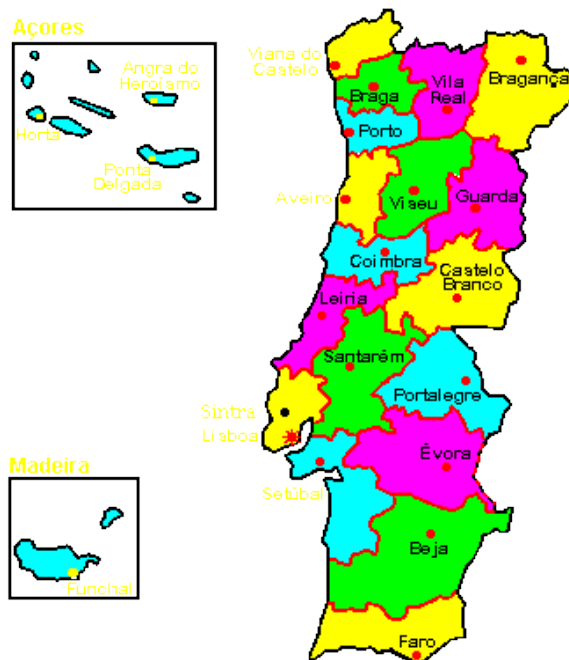 Açores
Angra do
Heroísmo
Horta
Ponta
Delgada
Viana do
Castelo
Braga
Vila
Real
Bragança
Porto
Aveiro
Viseu
Guarda
Coimbra
Castelo
Branco
Leiria
Santarém
Portalegre
Sintra
Lisboa
Setúbal
Évora
Beja
Faro
Madeira
Funchal